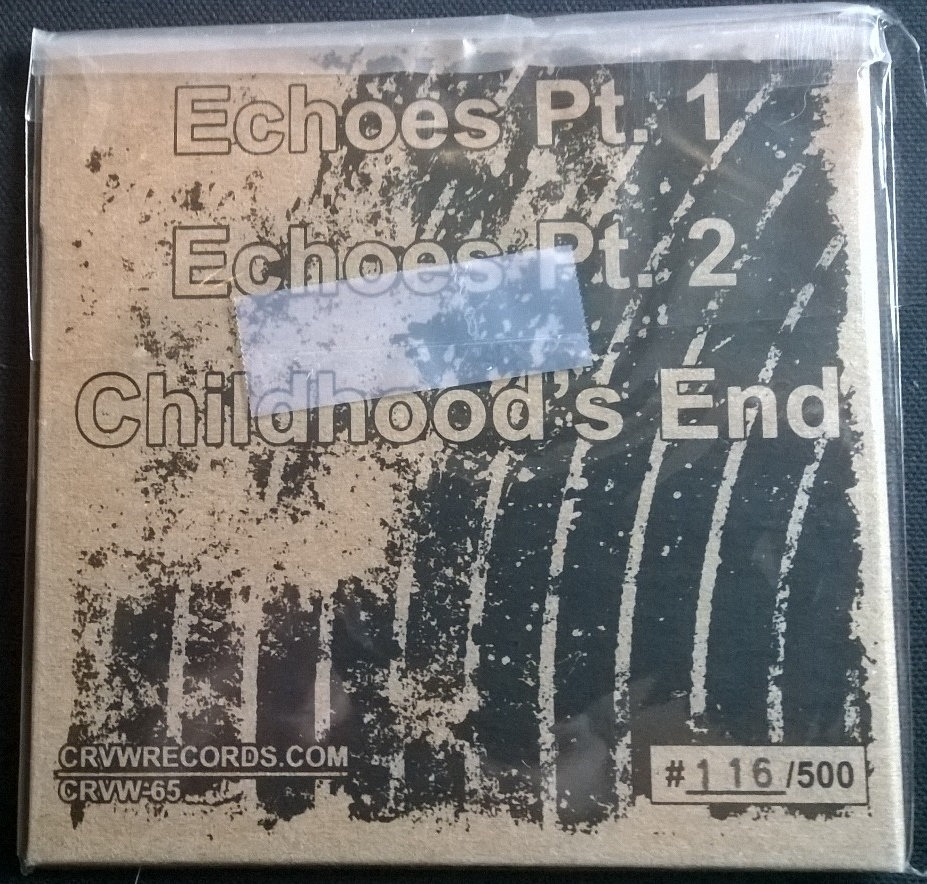 Echoes Pt. 1
Echoes Pt. 2
Childhood's End
CRVWRECORDS.COM
CRVW-65
#116/500